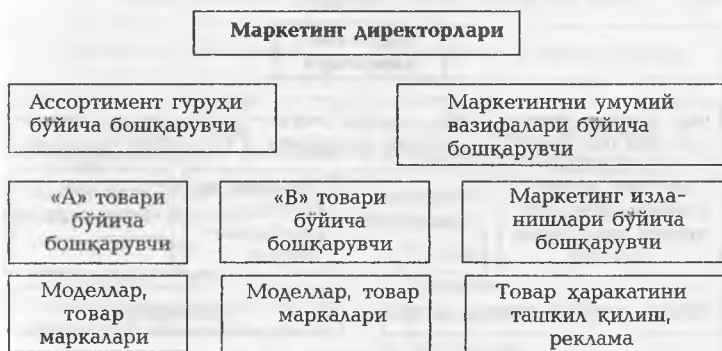 Маркетинг директорлари
Ассортимент гуруҳи
бўйича бошқарувчи
Маркетингни умумий
вазифалари бўйича
бошқарувчи
«А» товари
бўйича
бошқарувчи
«В» товари
бўйича
бошқарувчи
Маркетинг изла-
нишлари бўйича
бошқарувчи
Моделлар,
товар
маркалари
Моделлар, товар
маркалари
Товар ҳаракатини
ташкил қилиш,
реклама